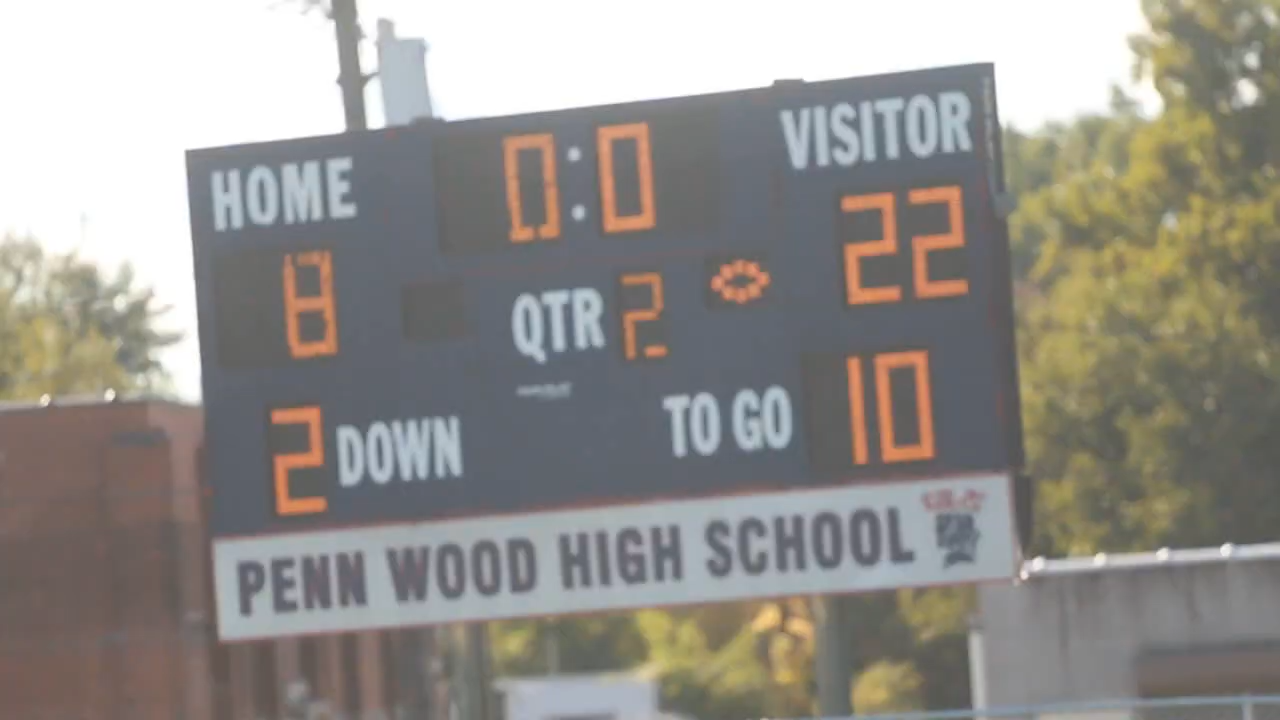 HOME 0:0 VISITOR
8 QTR 2 22
2 DOWN TO GO 10
PENN WOOD HIGH SCHOOL